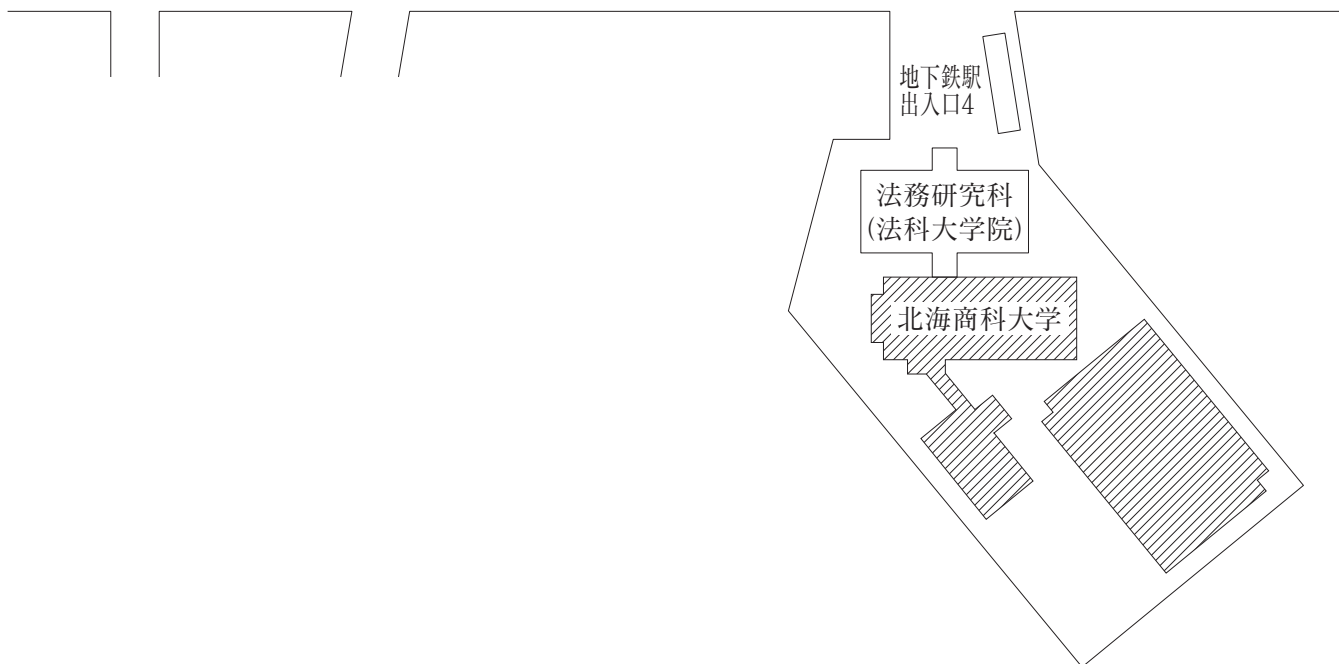 地下鉄駅
出入口4
法務研究科
(法科大学院)
北海商科大学